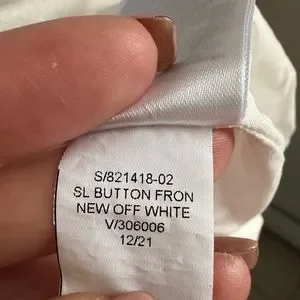 S/821418-02
SL BUTTON FRON
NEW OFF WHITE
V/306006
12/21